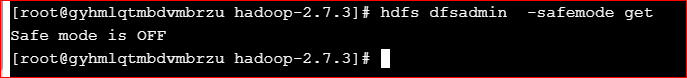 [root@gyhmlqtmbdvmbrzu hadoop-2.7.3]# hdfs dfsadmin  -safemode get
Safe mode is OFF
[root@gyhmlqtmbdvmbrzu hadoop-2.7.3]#